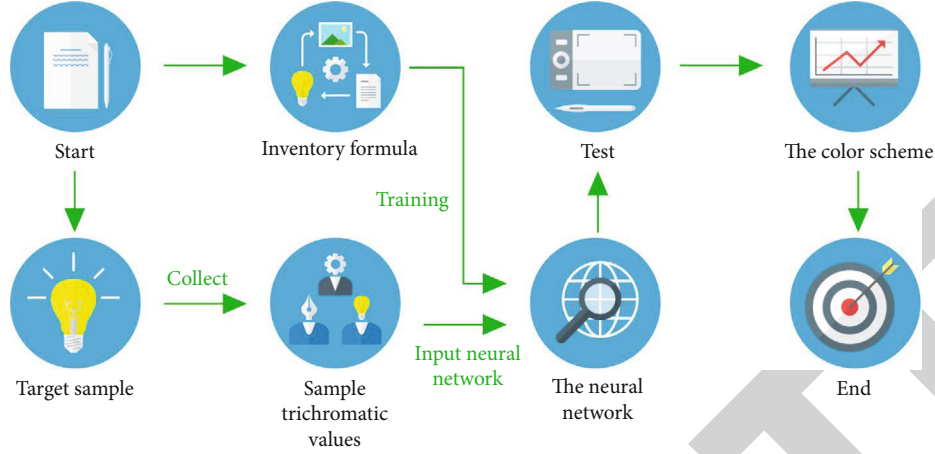 Start
Inventory formula
Test
The color scheme
Training
Collect
Input neural
network
Target sample
Sample
trichromatic
values
The neural
network
End